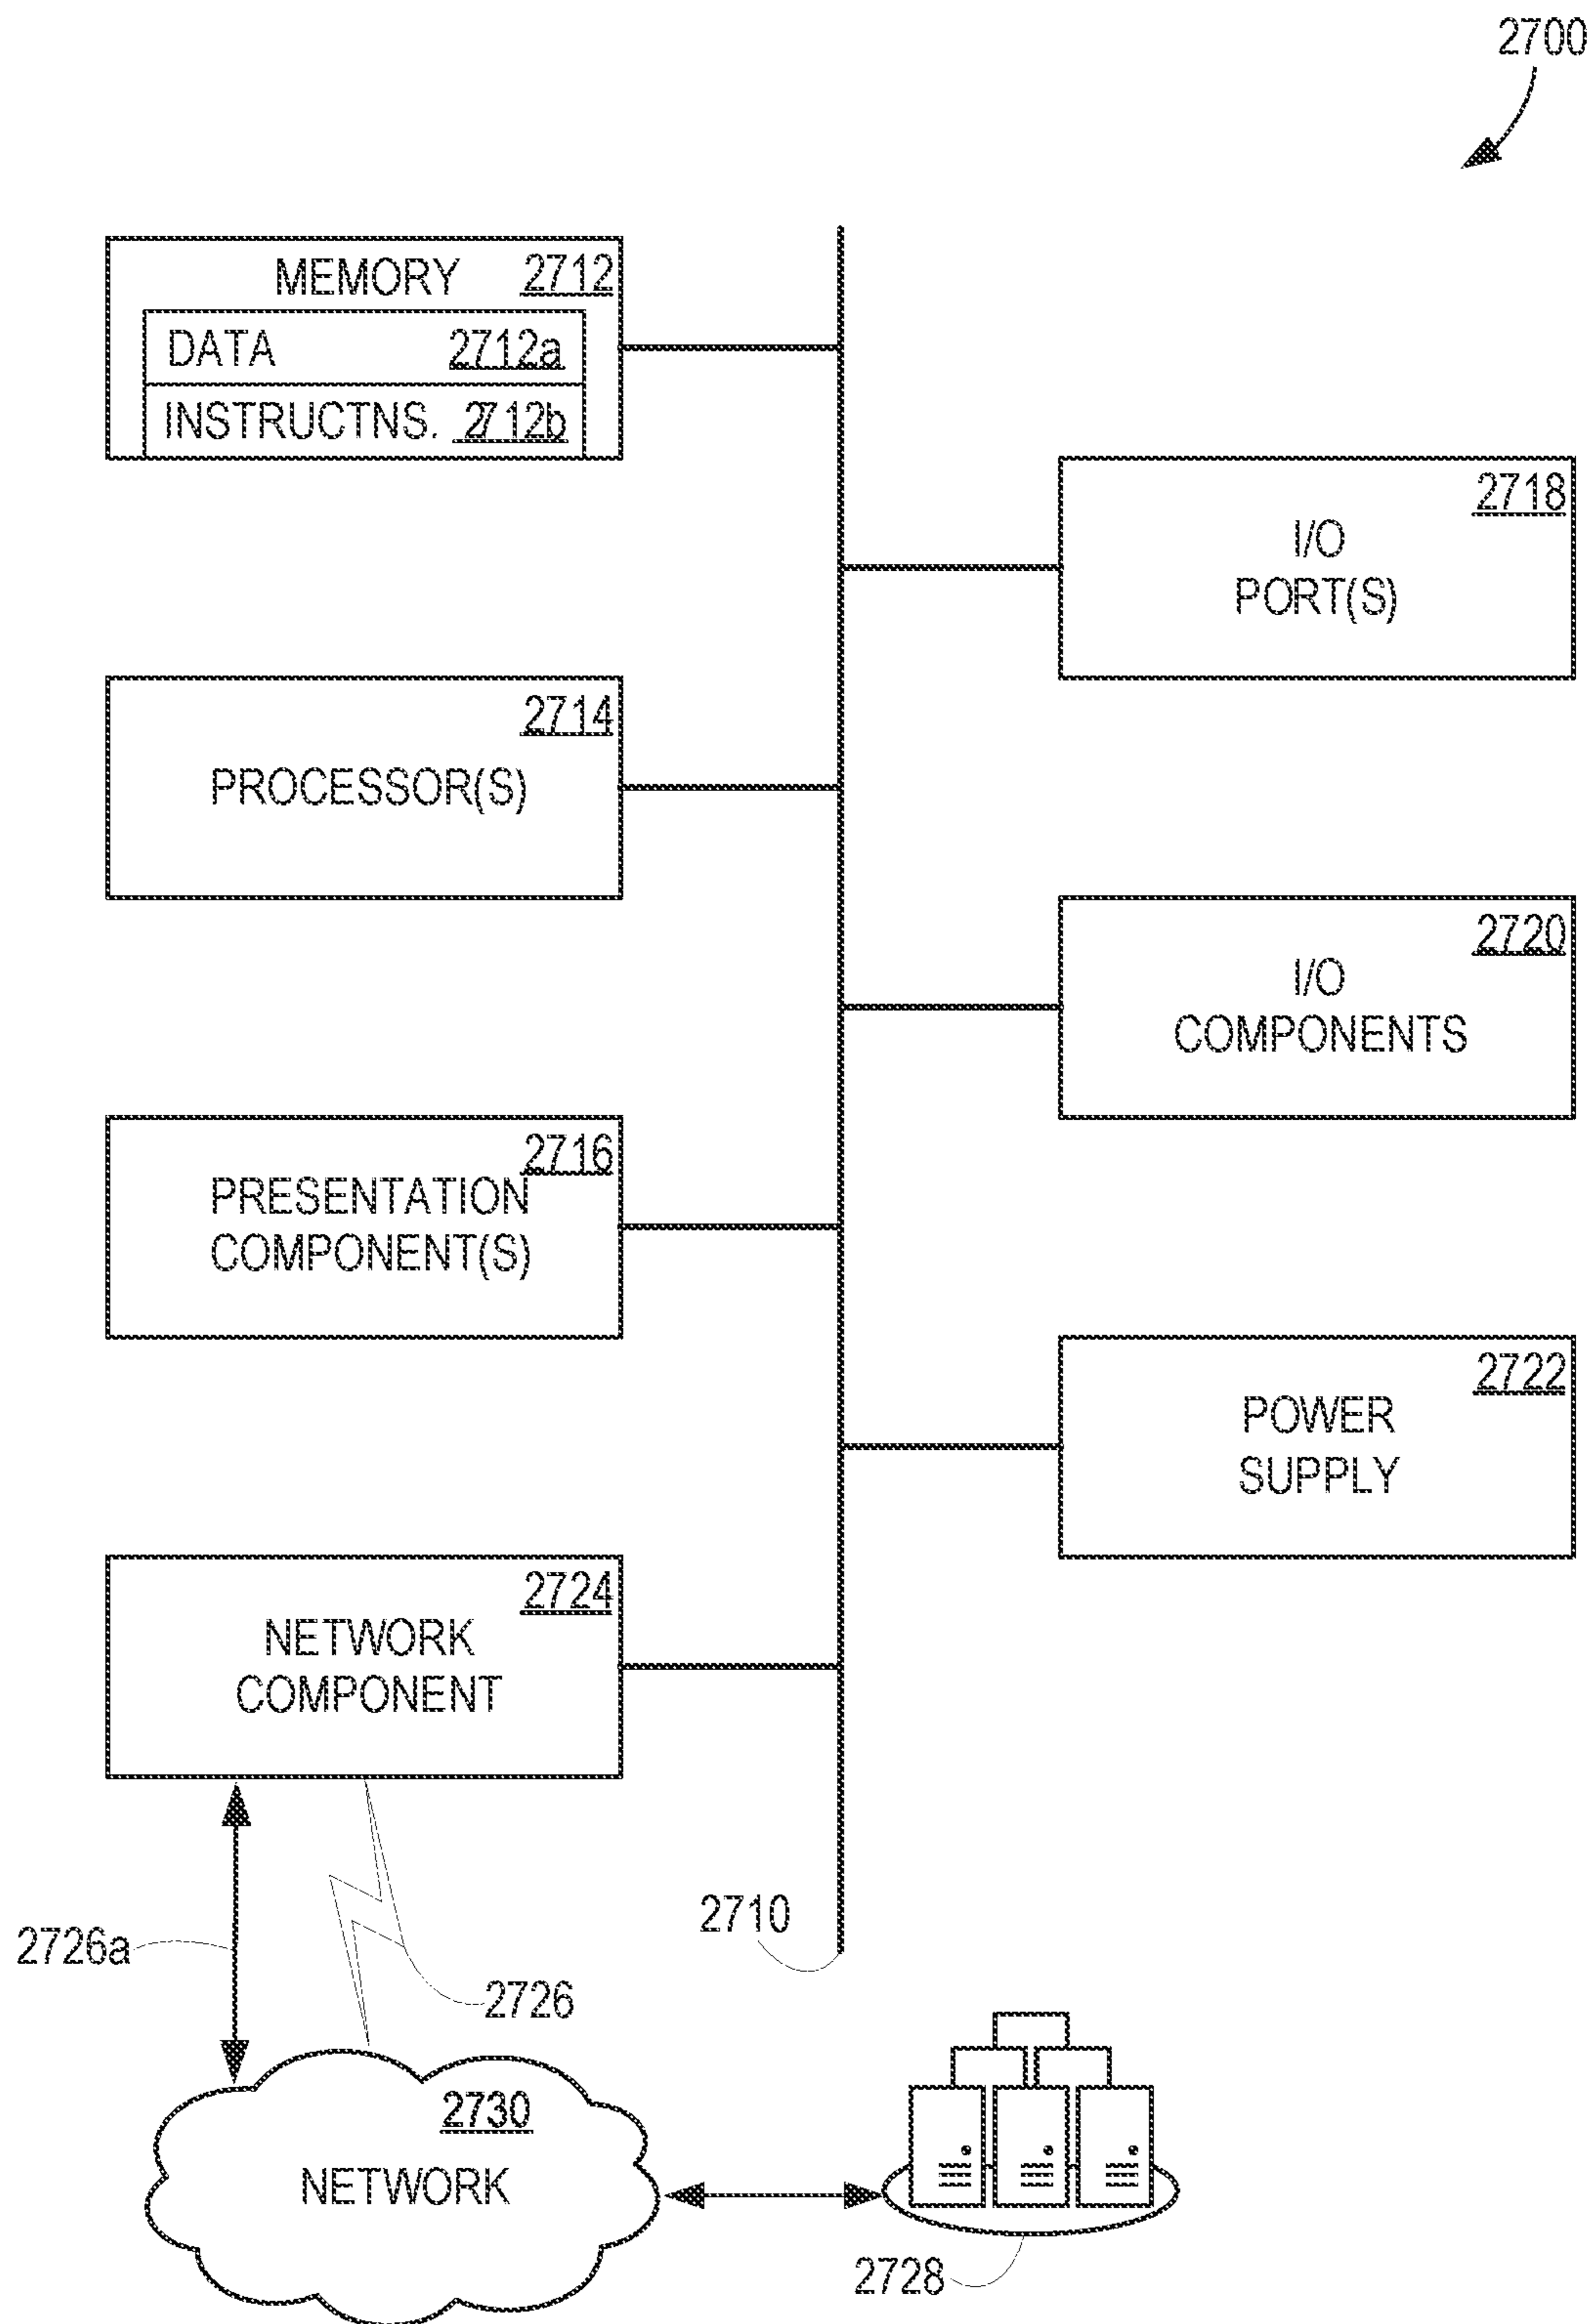 2700
MEMORY 2712
DATA 2712a
INSTRUCTNS. 2712b
2718
I/O
PORT(S)
2714
PROCESSOR(S)
2720
I/O
COMPONENTS
2716
PRESENTATION
COMPONENT(S)
2722
POWER
SUPPLY
2724
NETWORK
COMPONENT
2710
2726a
2726
2730
NETWORK
2728